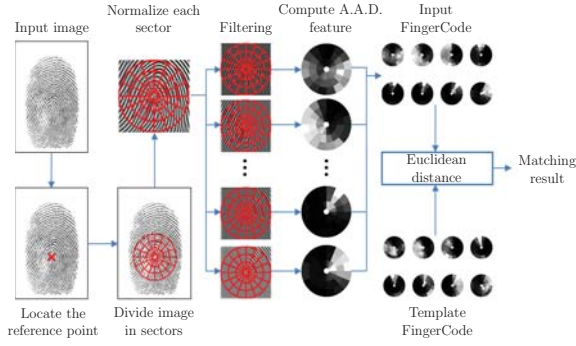 Input image
Normalize each
sector
Filtering
Compute A.A.D.
feature
Input
FingerCode
Euclidean
distance
Matching
result
Locate the
reference point
Divide image
in sectors
Template
FingerCode